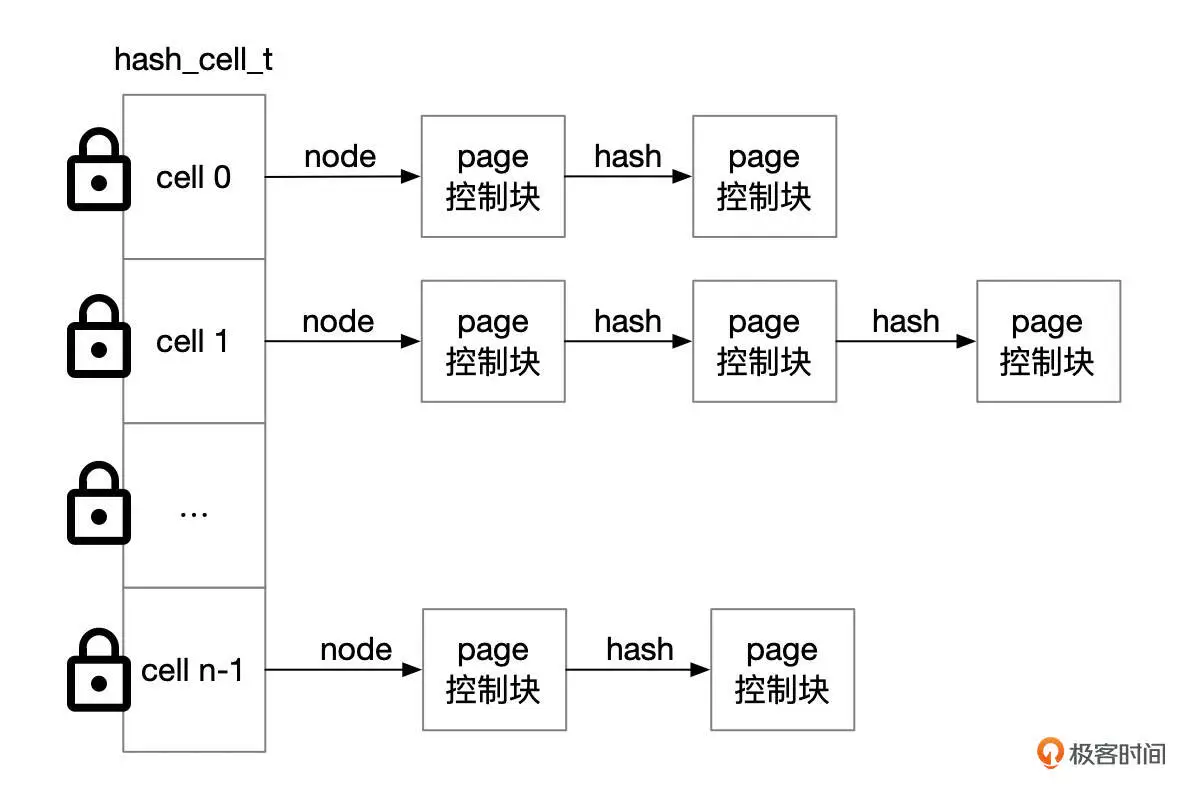 hash_cell_t
cell 0
node
page
控制块
hash
page
控制块
cell 1
node
page
控制块
hash
page
控制块
hash
page
控制块
...
cell n-1
node
page
控制块
hash
page
控制块
极客时间